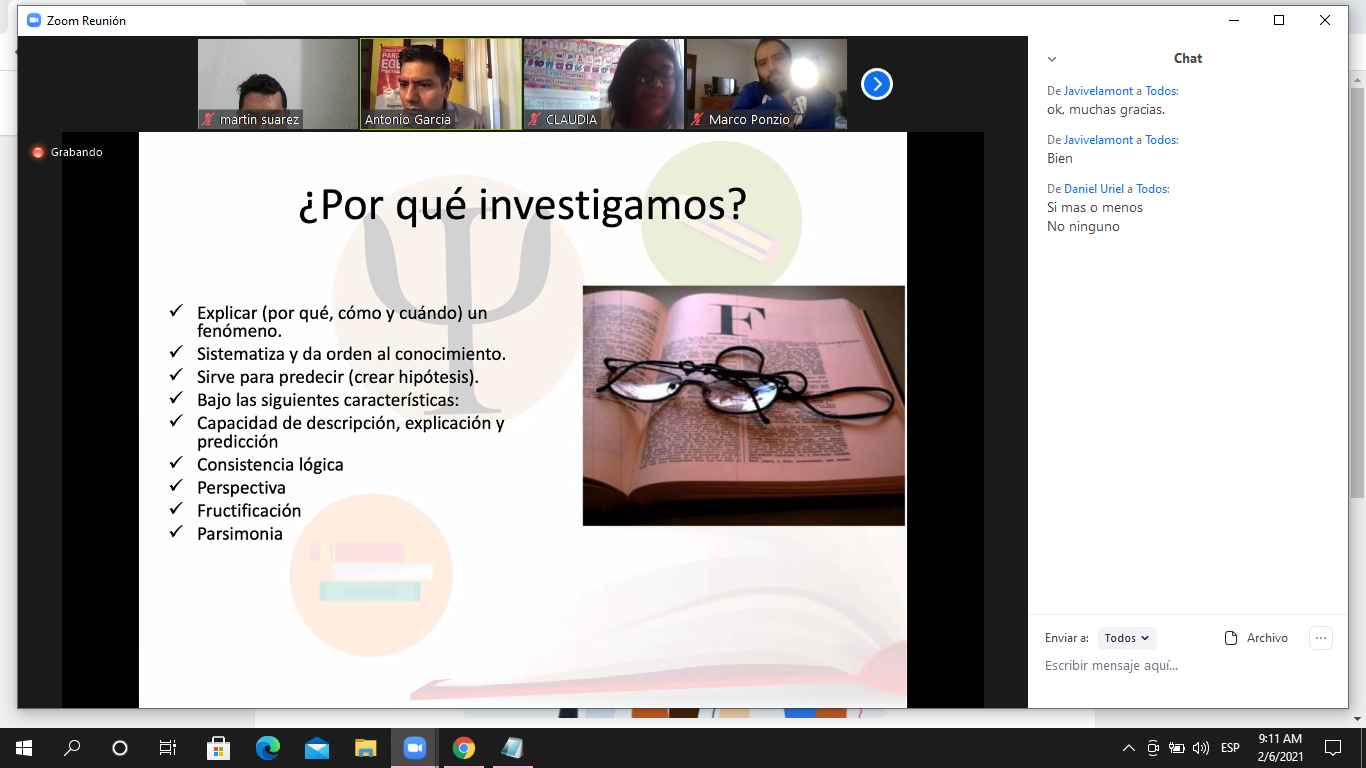 Zoom Reunión
martin suarez
Antonio Garcia
CLAUDIA
Marco Ponzio
Grabando
¿Por qué investigamos?
✓ Explicar (por qué, cómo y cuándo) un
fenómeno.
✓ Sistematiza y da orden al conocimiento.
✓ Sirve para predecir (crear hipótesis).
✓ Bajo las siguientes características:
✓ Capacidad de descripción, explicación y
predicción
✓ Consistencia lógica
✓ Perspectiva
✓ Fructificación
✓ Parsimonia
F
Chat
De Javivelamont a Todos:
ok, muchas gracias.
De Javivelamont a Todos:
Bien
De Daniel Uriel a Todos:
Si mas o menos
No ninguno
Enviar a: Todos Archivo
Escribir mensaje aquí...
ESP
9:11 AM
2/6/2021